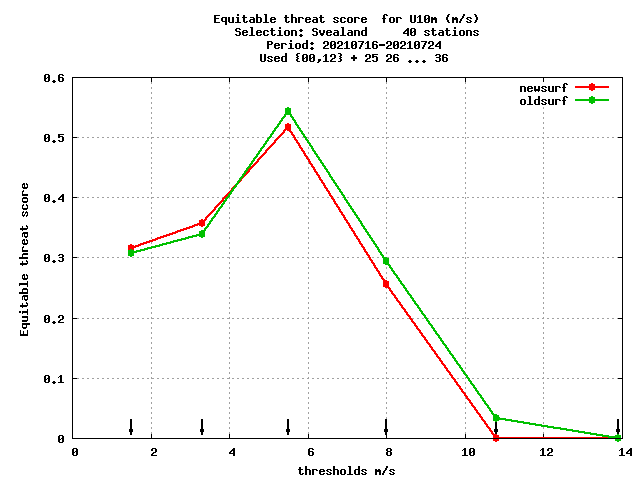 Equitable threat score  for U10m (m/s)
Selection: Svealand     40 stations
Period: 20210716-20210724
Used {00,12} + 25 26 ... 36
newsurf
oldsurf
Equitable threat score
0.6
0.5
0.4
0.3
0.2
0.1
0
0 2 4 6 8 10 12 14
thresholds m/s